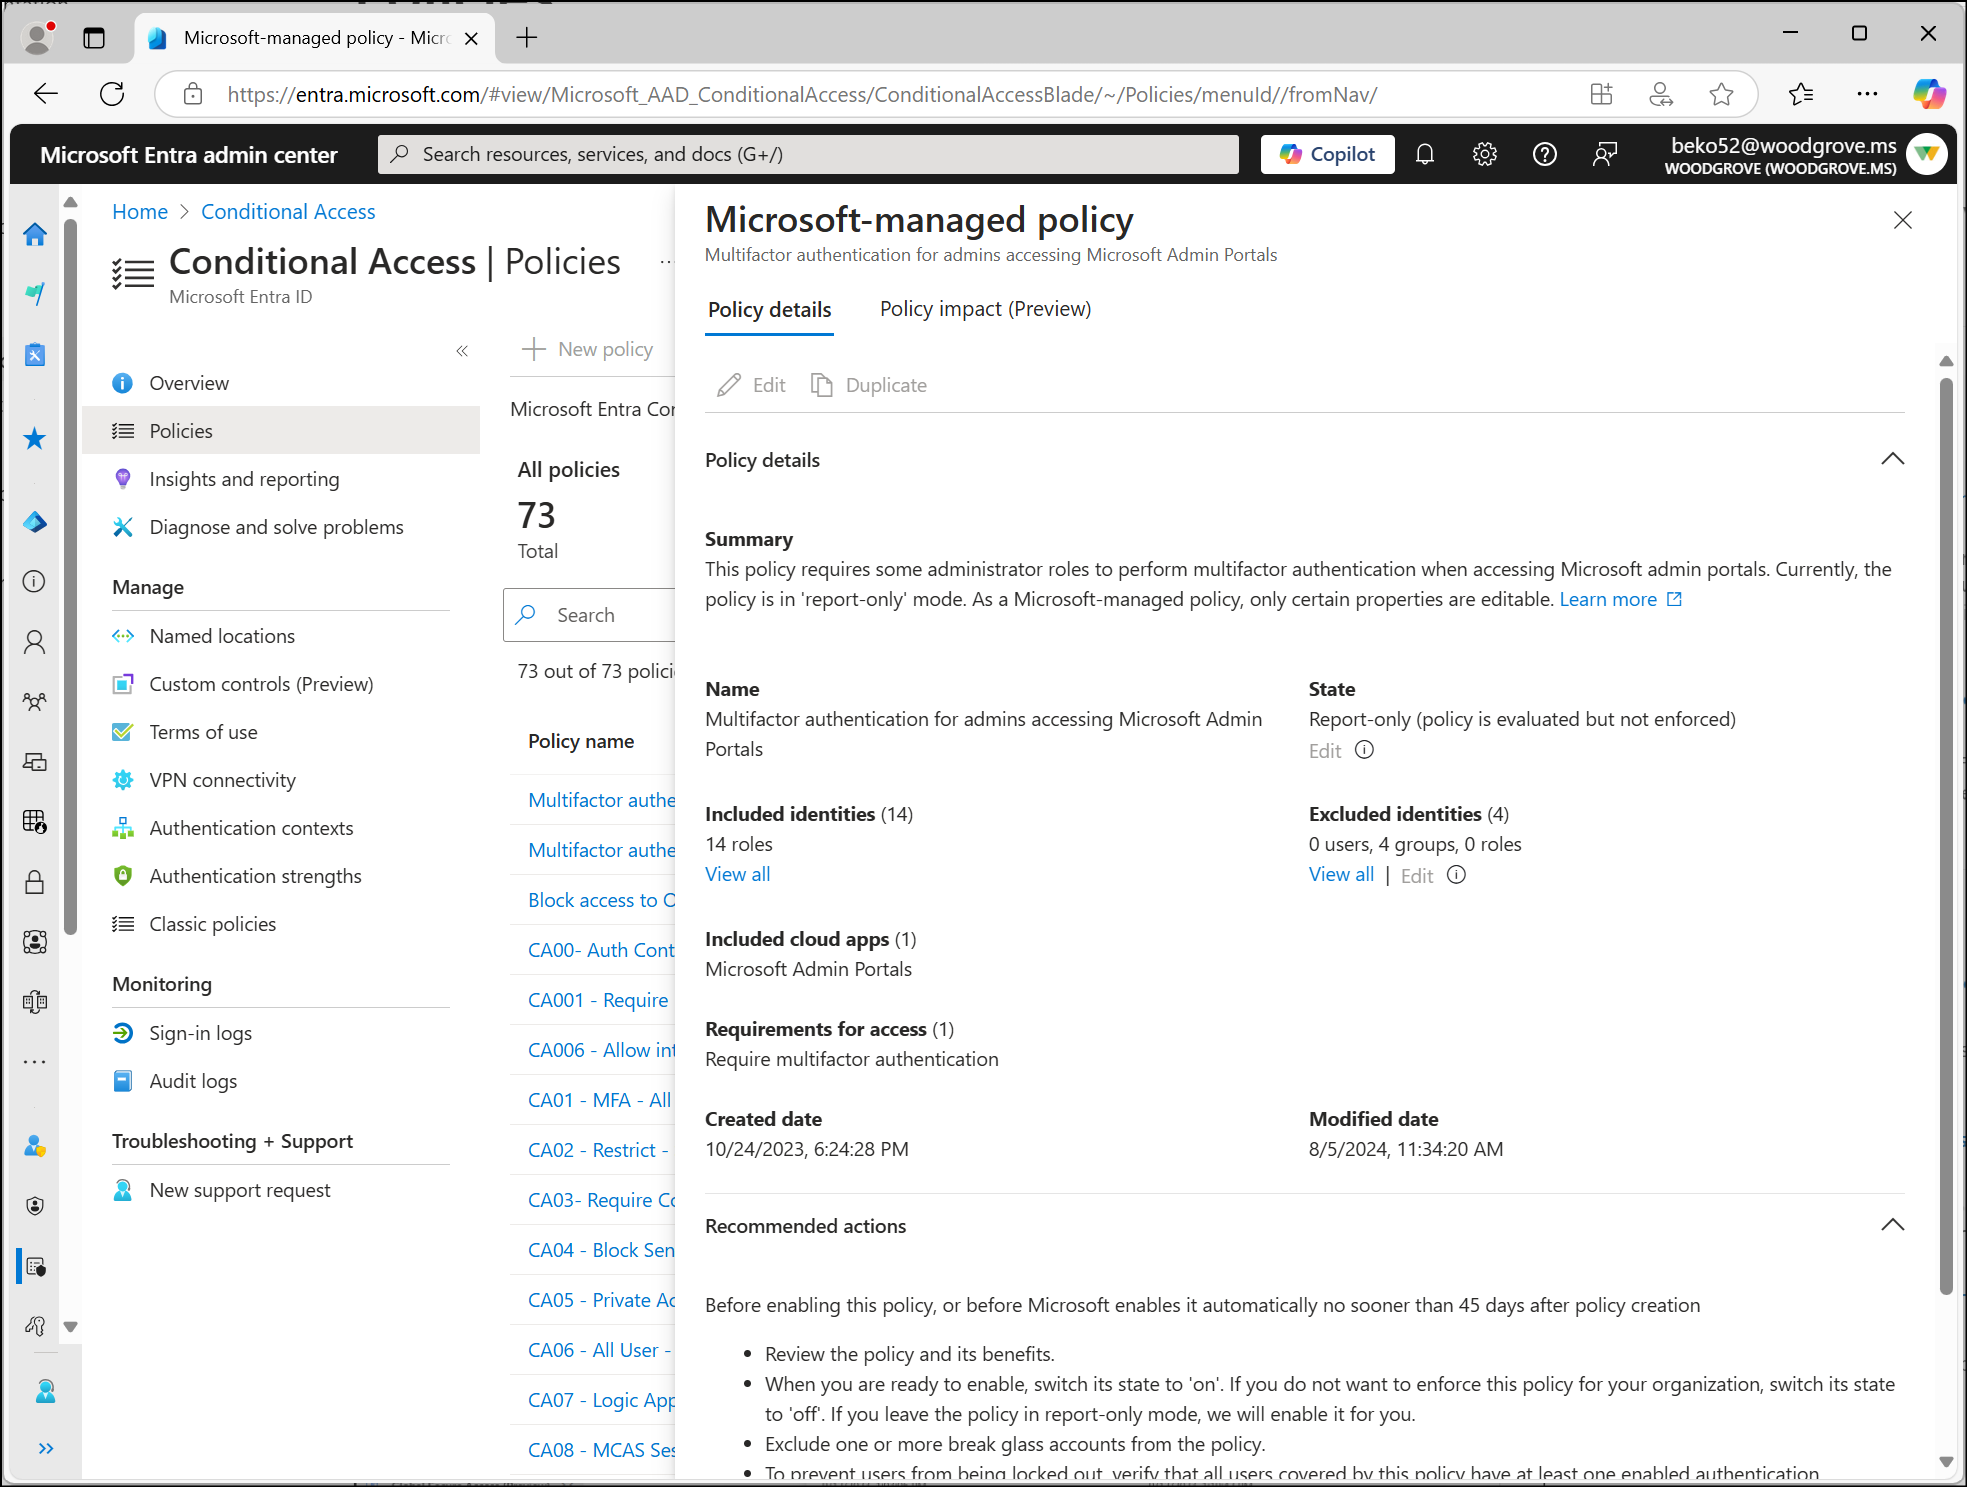 Microsoft-managed policy - Micr
https://entra.microsoft.com/#view/Microsoft_AAD_ConditionalAccess/ConditionalAccessBlade/~/Policies/menuId//fromNav/
Microsoft Entra admin center
Search resources, services, and docs (G+/)
Copilot
beko52@woodgrove.ms
WOODGROVE (WOODGROVE.MS)
Home > Conditional Access
Conditional Access | Policies
Microsoft Entra ID
Overview
Policies
Insights and reporting
Diagnose and solve problems
Manage
Named locations
Custom controls (Preview)
Terms of use
VPN connectivity
Authentication contexts
Authentication strengths
Classic policies
Monitoring
Sign-in logs
Audit logs
Troubleshooting + Support
New support request
New policy
Microsoft Entra Con
All policies
73
Total
Search
73 out of 73 polici
Policy name
Multifactor authe
Multifactor authe
Block access to O
CA00- Auth Cont
CA001 - Require
CA006 - Allow int
CA01 - MFA - All
CA02 - Restrict -
CA03- Require Co
CA04 - Block Sen
CA05 - Private Ac
CA06 - All User -
CA07 - Logic App
CA08 - MCAS Ses
Microsoft-managed policy
Multifactor authentication for admins accessing Microsoft Admin Portals
Policy details
Policy impact (Preview)
Edit
Duplicate
Policy details
Summary
This policy requires some administrator roles to perform multifactor authentication when accessing Microsoft admin portals. Currently, the
policy is in 'report-only' mode. As a Microsoft-managed policy, only certain properties are editable. Learn more
Name
Multifactor authentication for admins accessing Microsoft Admin
Portals
State
Report-only (policy is evaluated but not enforced)
Edit
Included identities (14)
14 roles
View all
Excluded identities (4)
0 users, 4 groups, 0 roles
View all | Edit
Included cloud apps (1)
Microsoft Admin Portals
Requirements for access (1)
Require multifactor authentication
Created date
10/24/2023, 6:24:28 PM
Modified date
8/5/2024, 11:34:20 AM
Recommended actions
Before enabling this policy, or before Microsoft enables it automatically no sooner than 45 days after policy creation
• Review the policy and its benefits.
• When you are ready to enable, switch its state to 'on'. If you do not want to enforce this policy for your organization, switch its state
to 'off'. If you leave the policy in report-only mode, we will enable it for you.
• Exclude one or more break glass accounts from the policy.
• To prevent users from being locked out, verify that all users covered by this policy have at least one enabled authentication